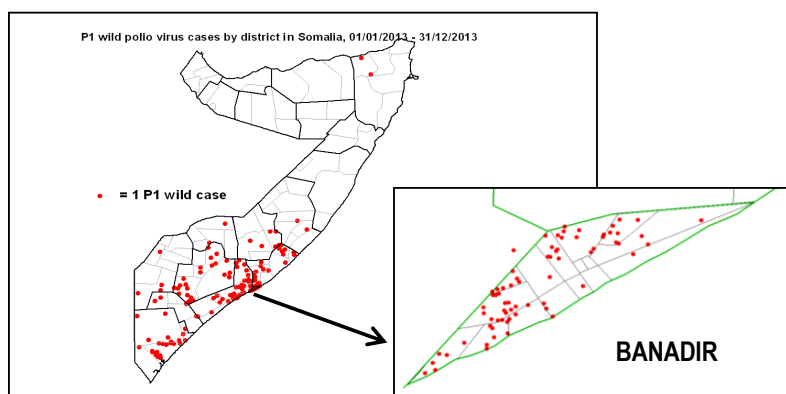 P1 wild polio virus cases by district in Somalia, 01/01/2013 - 31/12/2013
= 1 P1 wild case
BANADIR